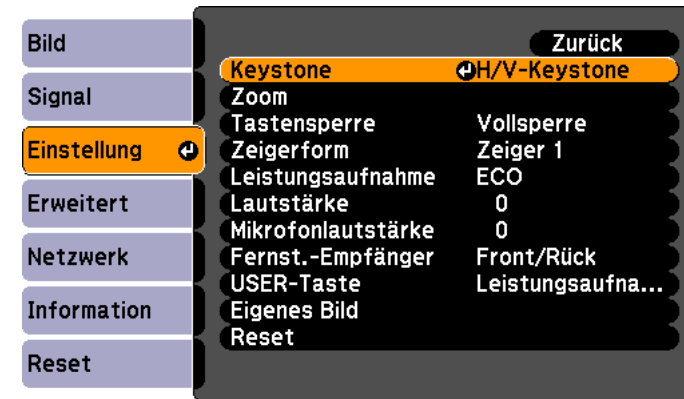 Bild
Signal
Einstellung
Erweitert
Netzwerk
Information
Reset
Zurück
Keystone H/V-Keystone
Zoom
Tastensperre Vollsperre
Zeigerform Zeiger 1
Leistungsaufnahme ECO
Lautstärke 0
Mikrofonlautstärke 0
Fernst.-Empfänger Front/Rück
USER-Taste Leistungsaufna...
Eigenes Bild
Reset